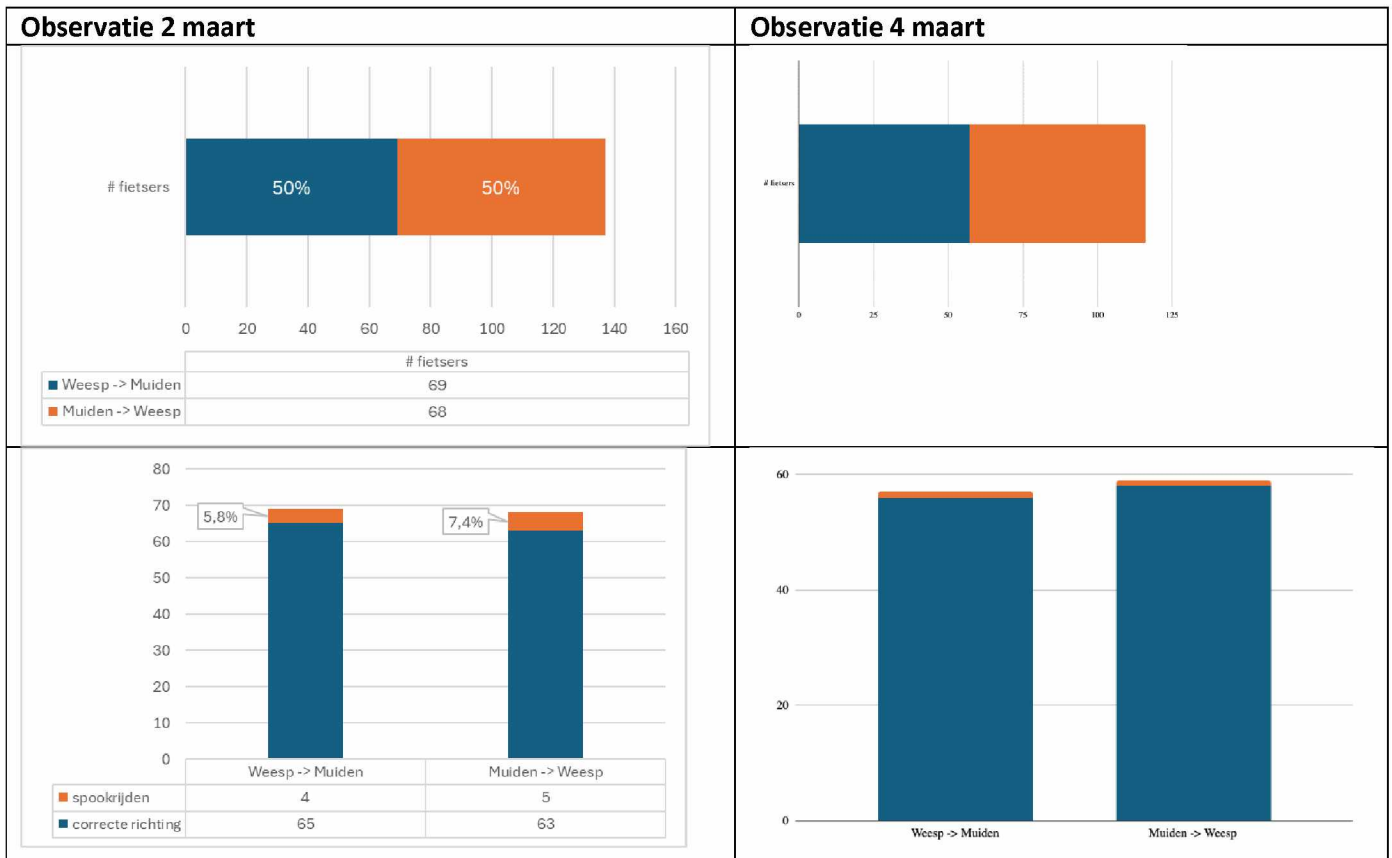 Observatie 2 maart
Observatie 4 maart
# fietsers
50%
50%
0 20 40 60 80 100 120 140 160
# fietsers
Weesp -> Muiden 69
Muiden -> Weesp 68
# fietsers
0 25 50 75 100 125
80
70
60
50
40
30
20
10
0
5,8%
7,4%
Weesp -> Muiden Muiden -> Weesp
spookrijden 4 5
correcte richting 65 63
60
40
20
0
Weesp -> Muiden Muiden -> Weesp